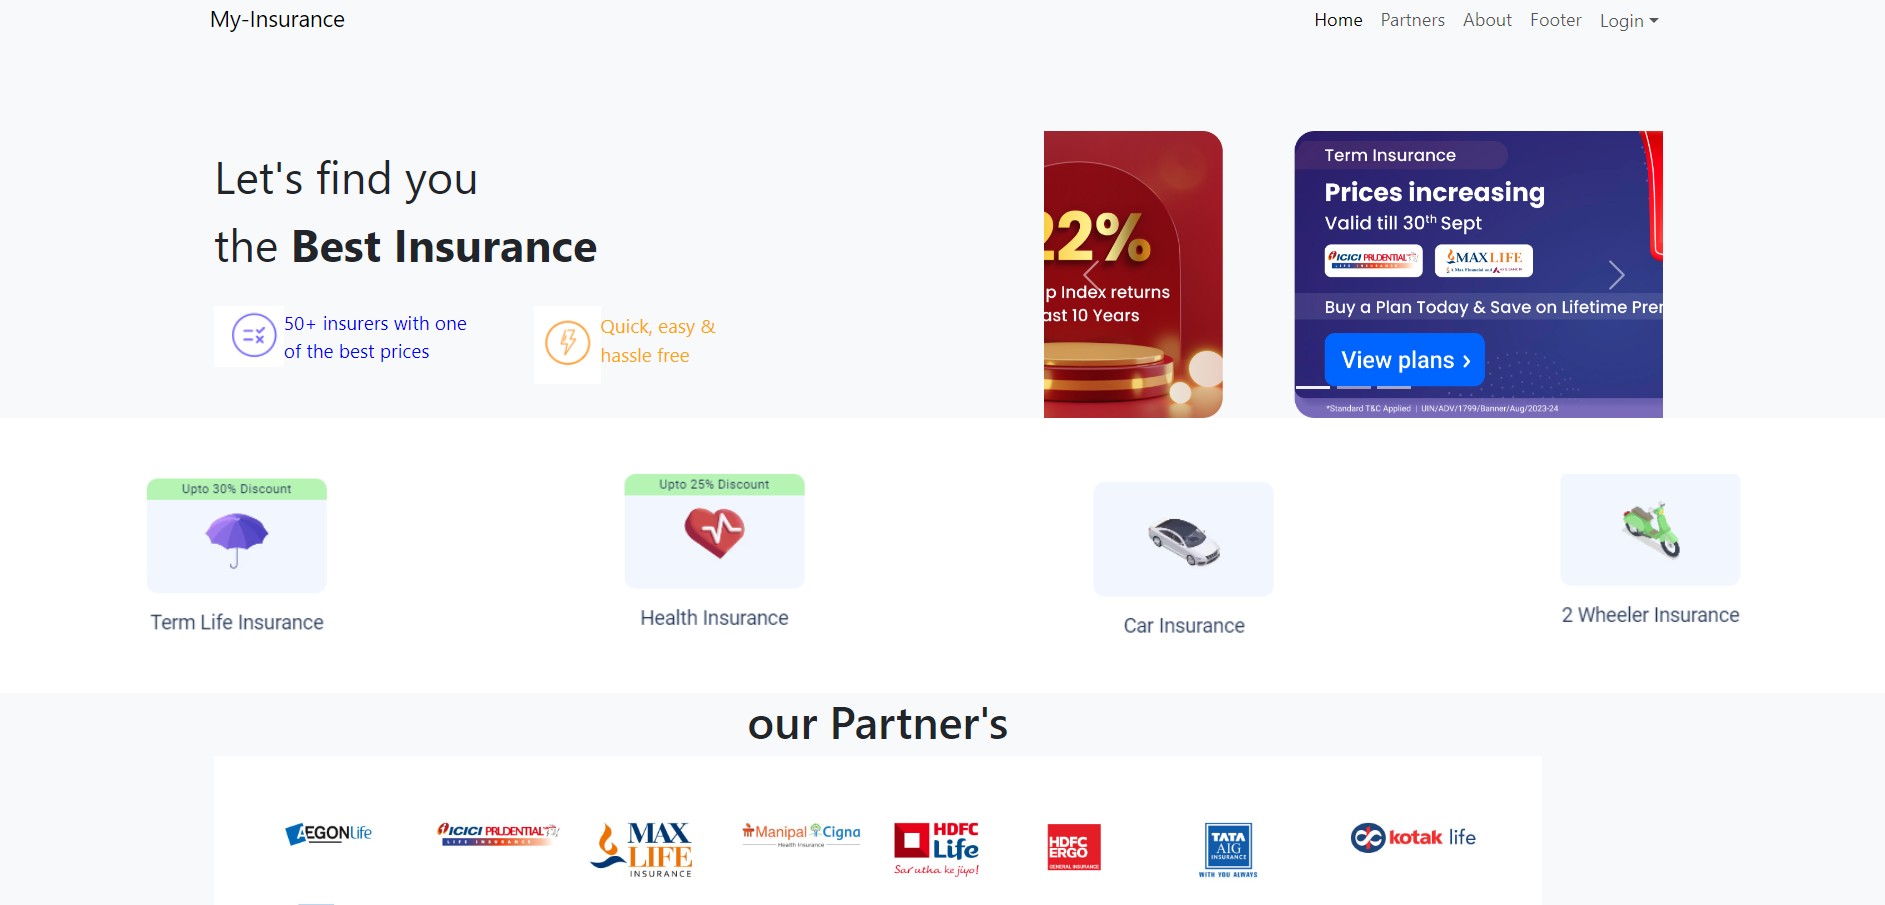 My-Insurance
Home Partners About Footer Login
Let's find you
the Best Insurance
50+ insurers with one
of the best prices
Quick, easy &
hassle free
22%
p Index returns
ast 10 Years
Term Insurance
Prices increasing
Valid till 30th Sept
ICICI PRUDENTIAL
LIFE INSURANCE
MAX LIFE
Buy a Plan Today & Save on Lifetime Prer
View plans ›
*Standard T&C Applied | UIN/ADV/1799/Banner/Aug/2023-24
Upto 30% Discount
Term Life Insurance
Upto 25% Discount
Health Insurance
Car Insurance
2 Wheeler Insurance
our Partner's
AEGON Life
ICICI PRUDENTIAL
LIFE INSURANCE
MAX
LIFE
INSURANCE
Manipal Cigna
Health Insurance
HDFC
Life
Sar utha ke jiyo!
HDFC
ERGO
GENERAL INSURANCE
TATA
AIG
INSURANCE
WITH YOU ALWAYS
kotak life